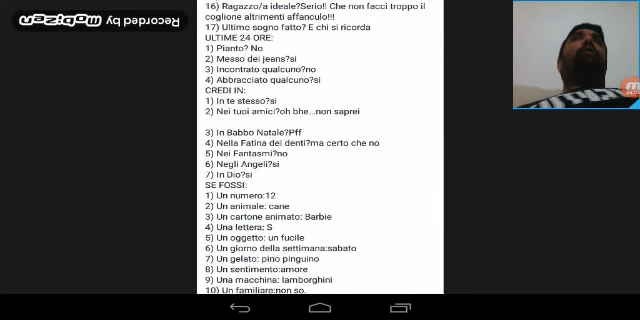 Recorded by
mobizen
16) Ragazzo/a ideale?Serio!! Che non facci troppo il
coglione altrimenti affanculo!!!
17) Ultimo sogno fatto? E chi si ricorda
ULTIME 24 ORE:
1) Pianto? No
2) Messo dei jeans?si
3) Incontrato qualcuno?no
4) Abbracciato qualcuno?si
CREDI IN:
1) In te stesso?si
2) Nei tuoi amici?oh bhe...non saprei
3) In Babbo Natale?Pff
4) Nella Fatina dei denti?ma certo che no
5) Nei Fantasmi?no
6) Negli Angeli?si
7) In Dio?si
SE FOSSI:
1) Un numero:12
2) Un animale: cane
3) Un cartone animato: Barbie
4) Una lettera: S
5) Un oggetto: un fucile
6) Un giorno della settimana:sabato
7) Un gelato: pino pinguino
8) Un sentimento:amore
9) Una macchina: lamborghini
10) Un familiare:non so.